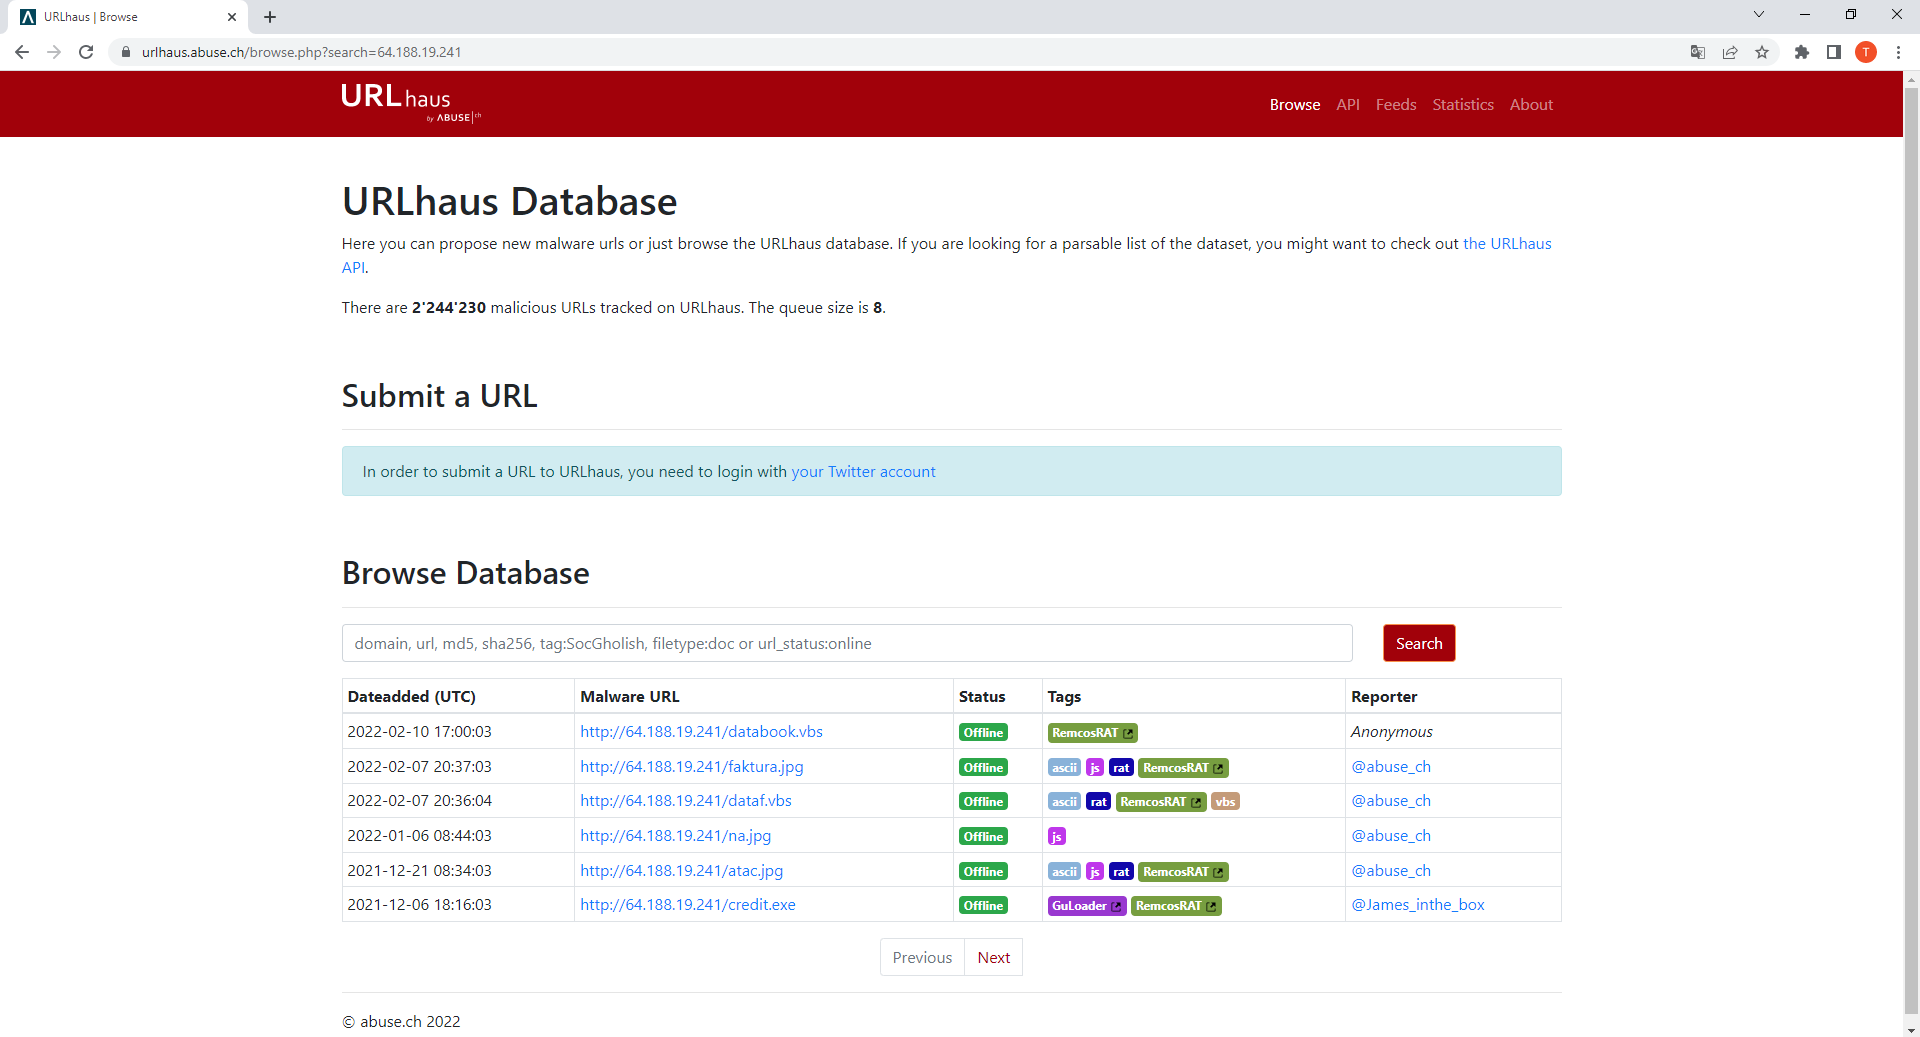 URLhaus | Browse
urlhaus.abuse.ch/browse.php?search=64.188.19.241
T
URLhaus
by ABUSE|ch
Browse API Feeds Statistics About
URLhaus Database
Here you can propose new malware urls or just browse the URLhaus database. If you are looking for a parsable list of the dataset, you might want to check out the URLhaus
API.
There are 2'244'230 malicious URLs tracked on URLhaus. The queue size is 8.
Submit a URL
In order to submit a URL to URLhaus, you need to login with your Twitter account
Browse Database
domain, url, md5, sha256, tag:SocGholish, filetype:doc or url_status:online Search
Dateadded (UTC) Malware URL Status Tags Reporter
2022-02-10 17:00:03 http://64.188.19.241/databook.vbs Offline RemcosRAT Anonymous
2022-02-07 20:37:03 http://64.188.19.241/faktura.jpg Offline ascii js rat RemcosRAT @abuse_ch
2022-02-07 20:36:04 http://64.188.19.241/dataf.vbs Offline ascii rat RemcosRAT vbs @abuse_ch
2022-01-06 08:44:03 http://64.188.19.241/na.jpg Offline js @abuse_ch
2021-12-21 08:34:03 http://64.188.19.241/atac.jpg Offline ascii js rat RemcosRAT @abuse_ch
2021-12-06 18:16:03 http://64.188.19.241/credit.exe Offline GuLoader RemcosRAT @James_inthe_box
Previous Next
© abuse.ch 2022